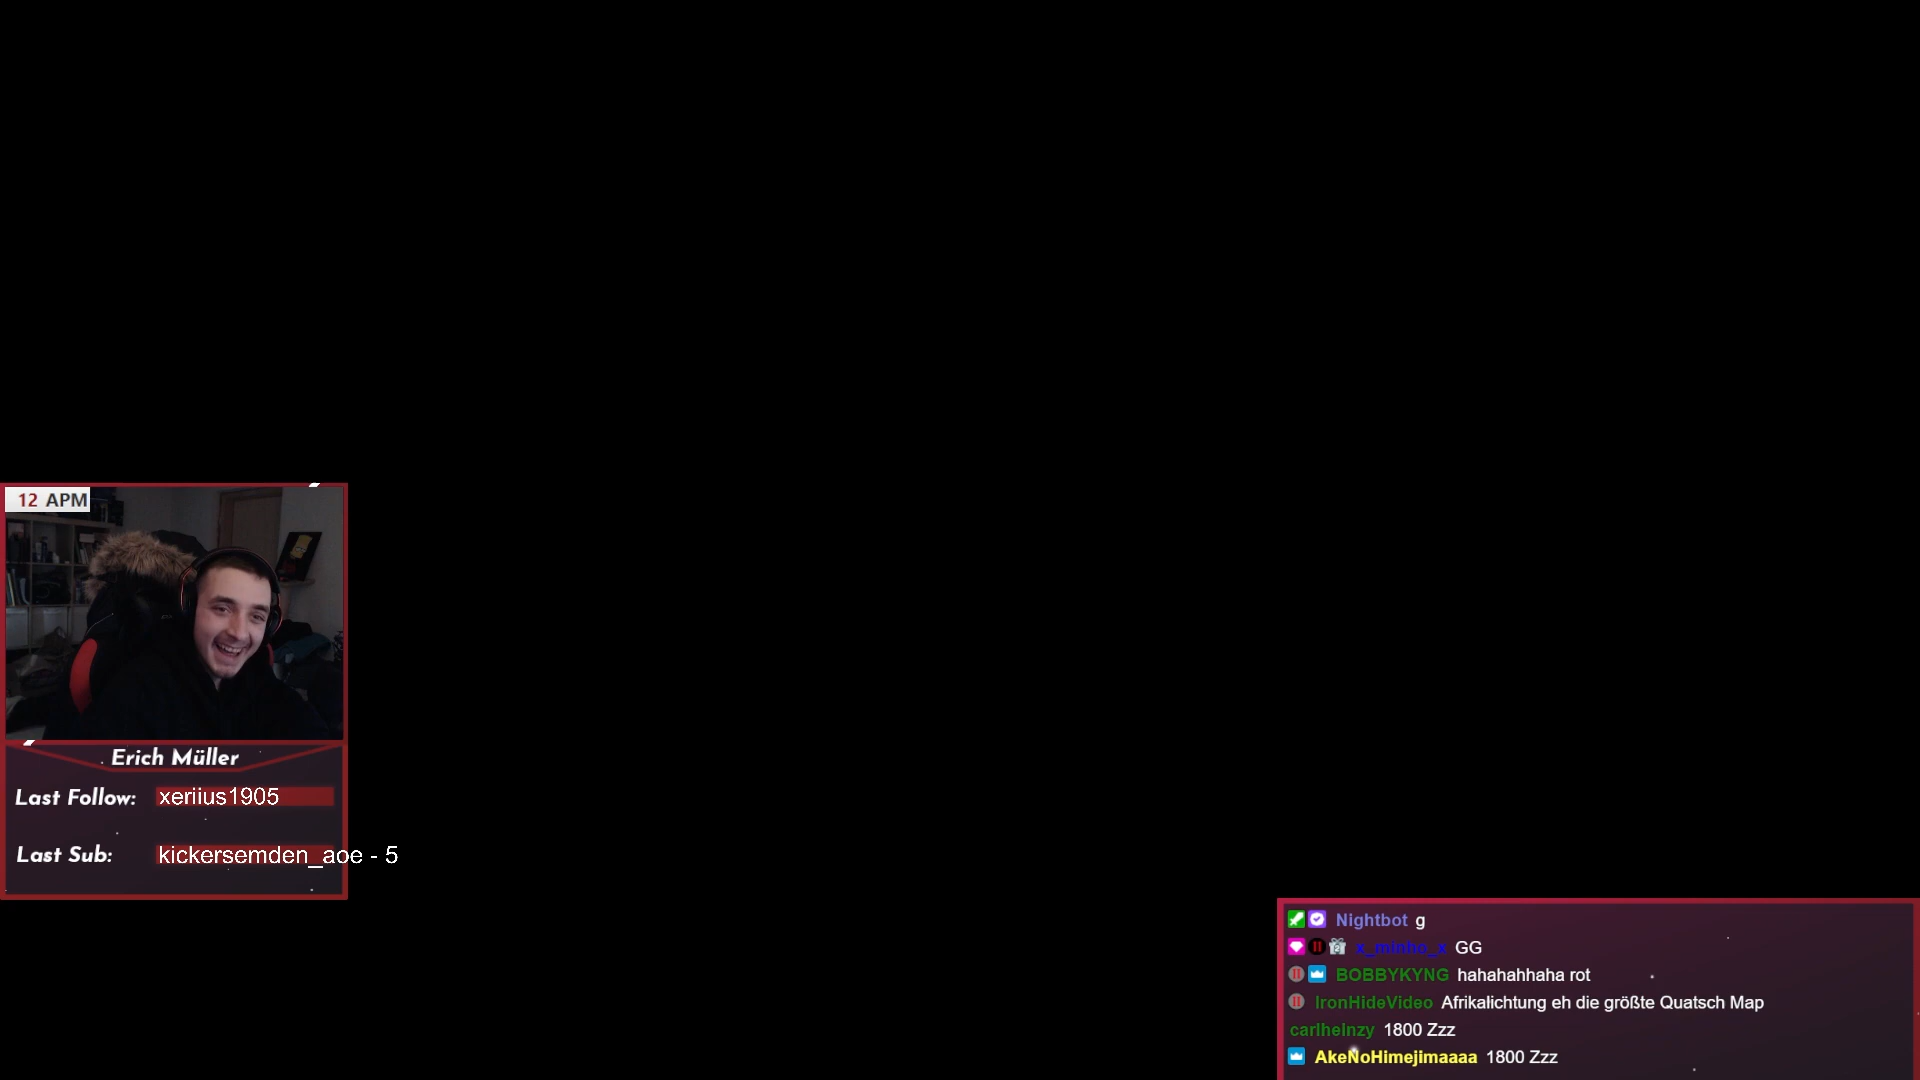 12 APM
Erich Müller
Last Follow: xeriius1905
Last Sub: kickersemden_aoe - 5
Nightbot g
x_minho_x GG
BOBBYKYNG hahahahhaha rot
IronHideVideo Afrikalichtung eh die größte Quatsch Map
carlheinzy 1800 Zzz
AkeNoHimejimaaaa 1800 Zzz